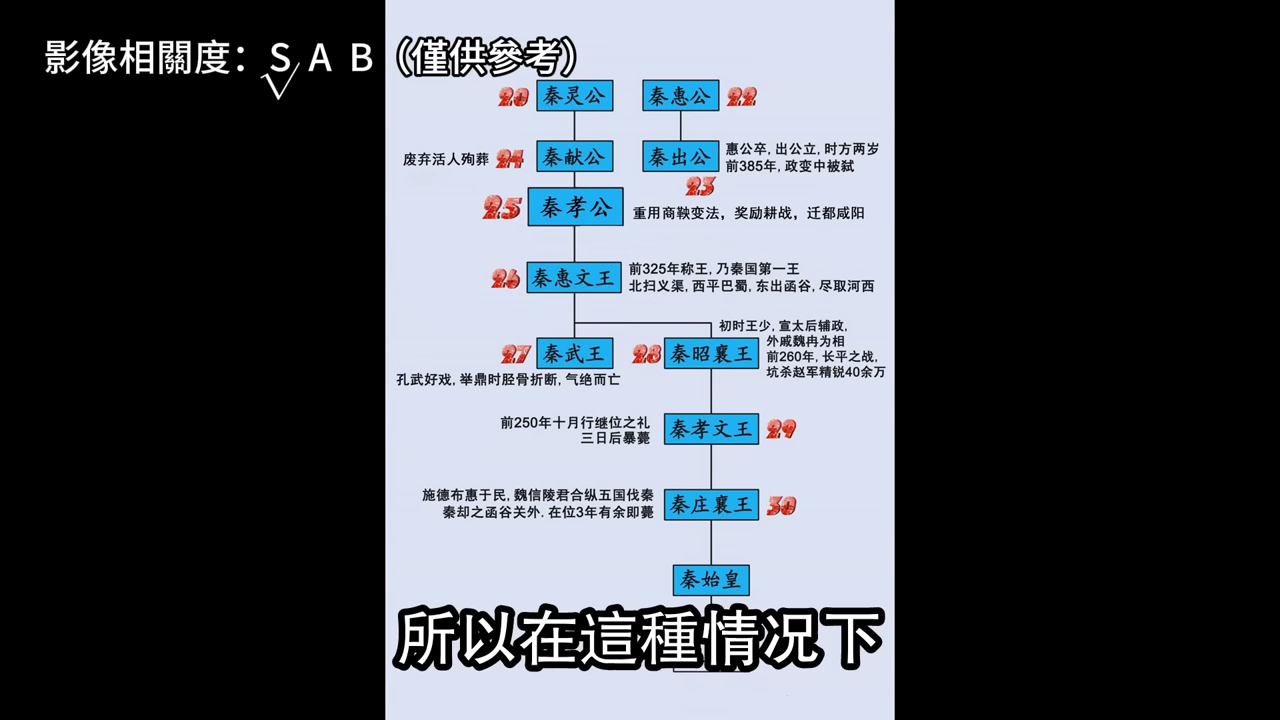 影像相關度：S A B（僅供參考）
√
20 秦灵公 秦惠公 22
废弃活人殉葬 24 秦献公 秦出公 惠公卒,出公立,时方两岁
前385年,政变中被弑
23
25 秦孝公 重用商鞅变法，奖励耕战，迁都咸阳
26 秦惠文王 前325年称王,乃秦国第一王
北扫义渠,西平巴蜀,东出函谷,尽取河西
初时王少,宣太后辅政,
外戚魏冉为相
27 秦武王 28 秦昭襄王 前260年,长平之战,
坑杀赵军精锐40余万
孔武好戏,举鼎时胫骨折断,气绝而亡
前250年十月行继位之礼
三日后暴薨
秦孝文王 29
施德布惠于民,魏信陵君合纵五国伐秦
秦却之函谷关外.在位3年有余即薨
秦庄襄王 30
秦始皇
所以在這種情况下